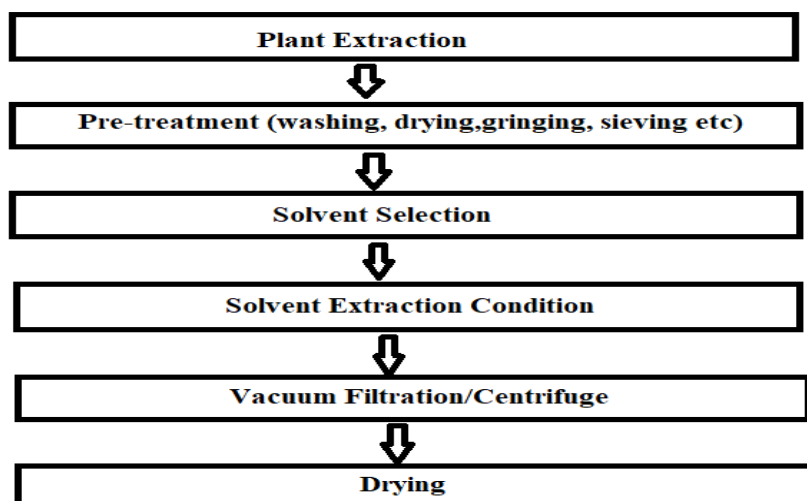 Plant Extraction
Pre-treatment (washing, drying,gringing, sieving etc)
Solvent Selection
Solvent Extraction Condition
Vacuum Filtration/Centrifuge
Drying